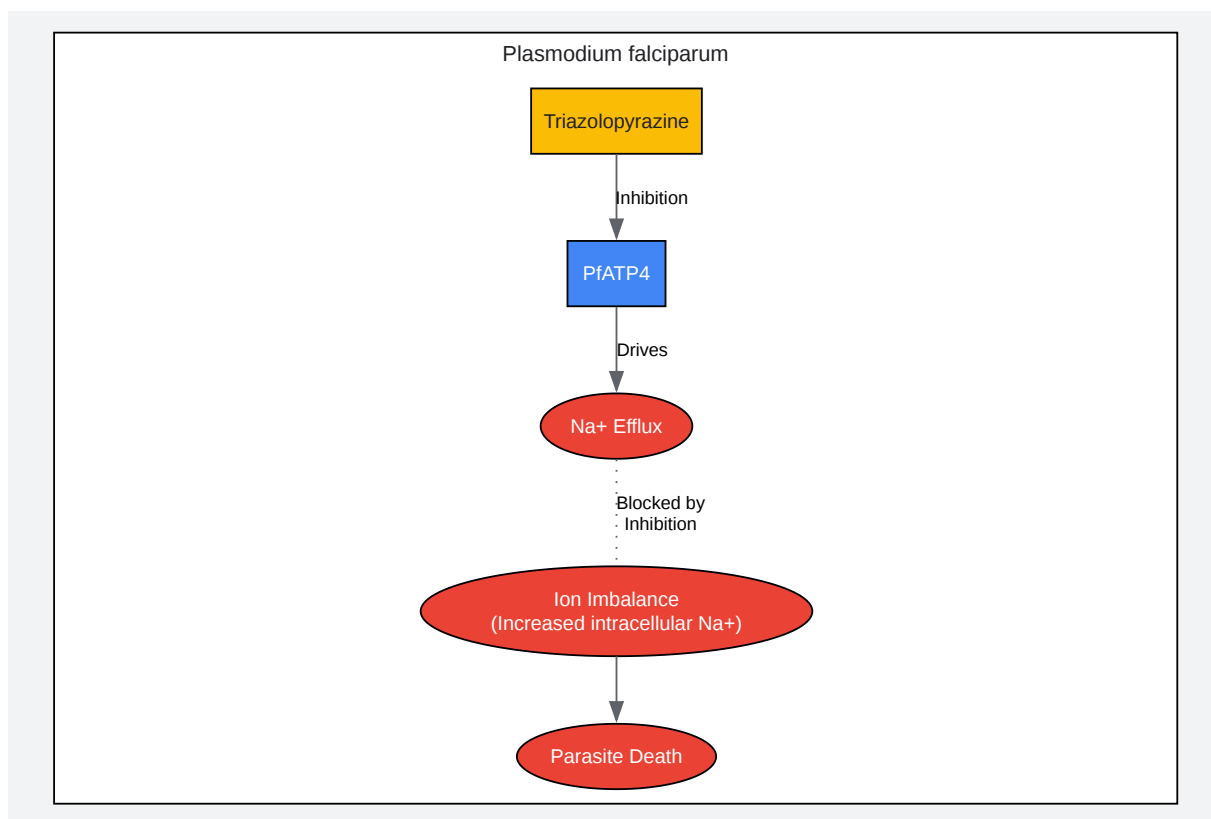 Plasmodium falciparum
Triazolopyrazine
Inhibition
PfATP4
Drives
Na+ Efflux
Blocked by
Inhibition
Ion Imbalance
(Increased intracellular Na+)
Parasite Death